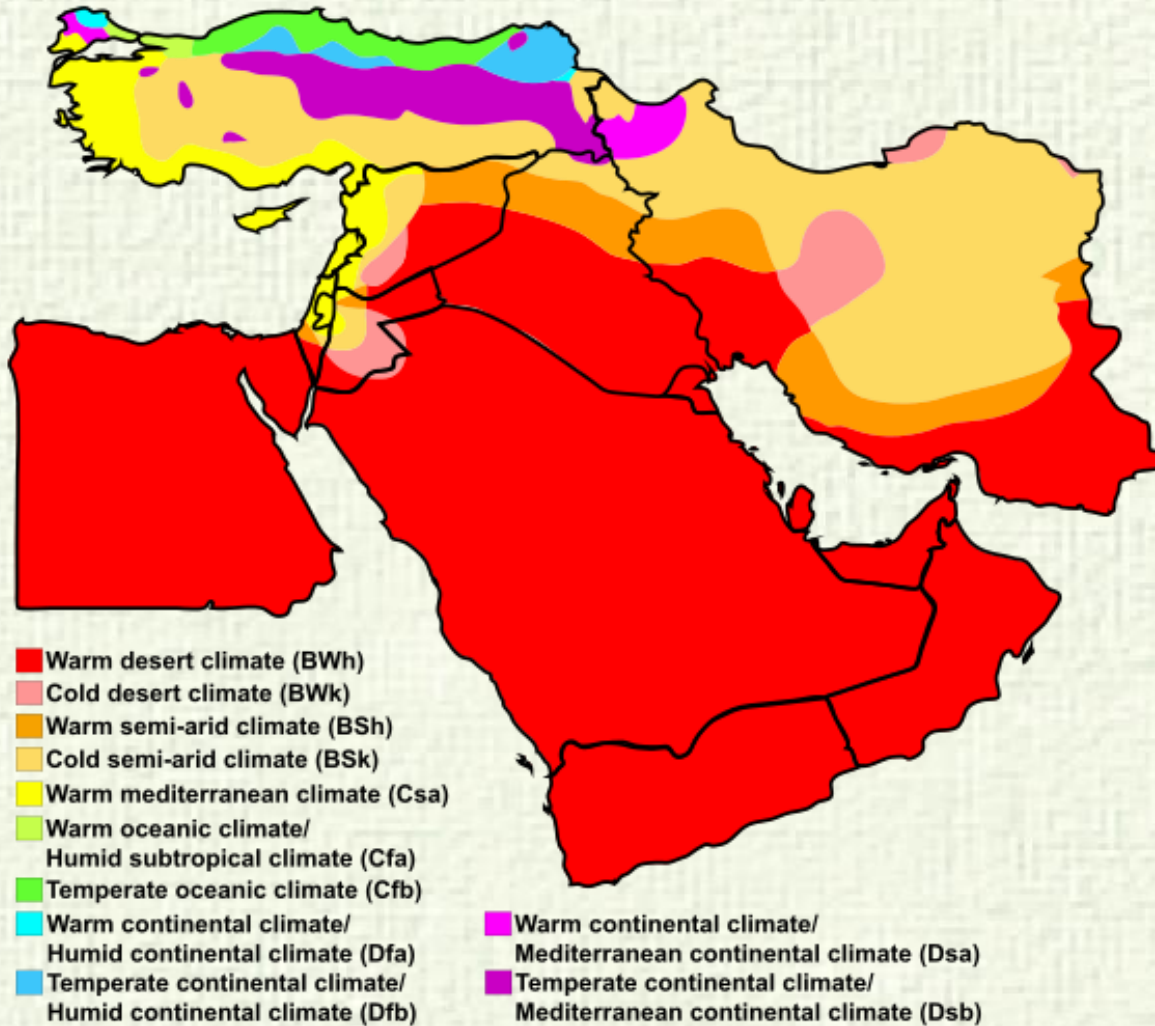 Warm desert climate (BWh)
Cold desert climate (BWk)
Warm semi-arid climate (BSh)
Cold semi-arid climate (BSk)
Warm mediterranean climate (Csa)
Warm oceanic climate/
Humid subtropical climate (Cfa)
Temperate oceanic climate (Cfb)
Warm continental climate/
Humid continental climate (Dfa)
Temperate continental climate/
Humid continental climate (Dfb)
Warm continental climate/
Mediterranean continental climate (Dsa)
Temperate continental climate/
Mediterranean continental climate (Dsb)